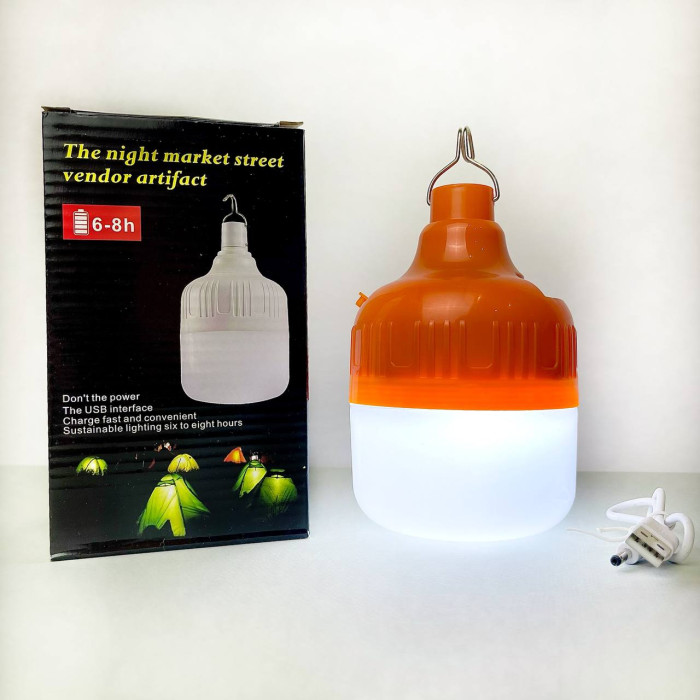 The night market street
vendor artifact
6-8h
Don't the power
The USB interface
Charge fast and convenient
Sustainable lighting six to eight hours